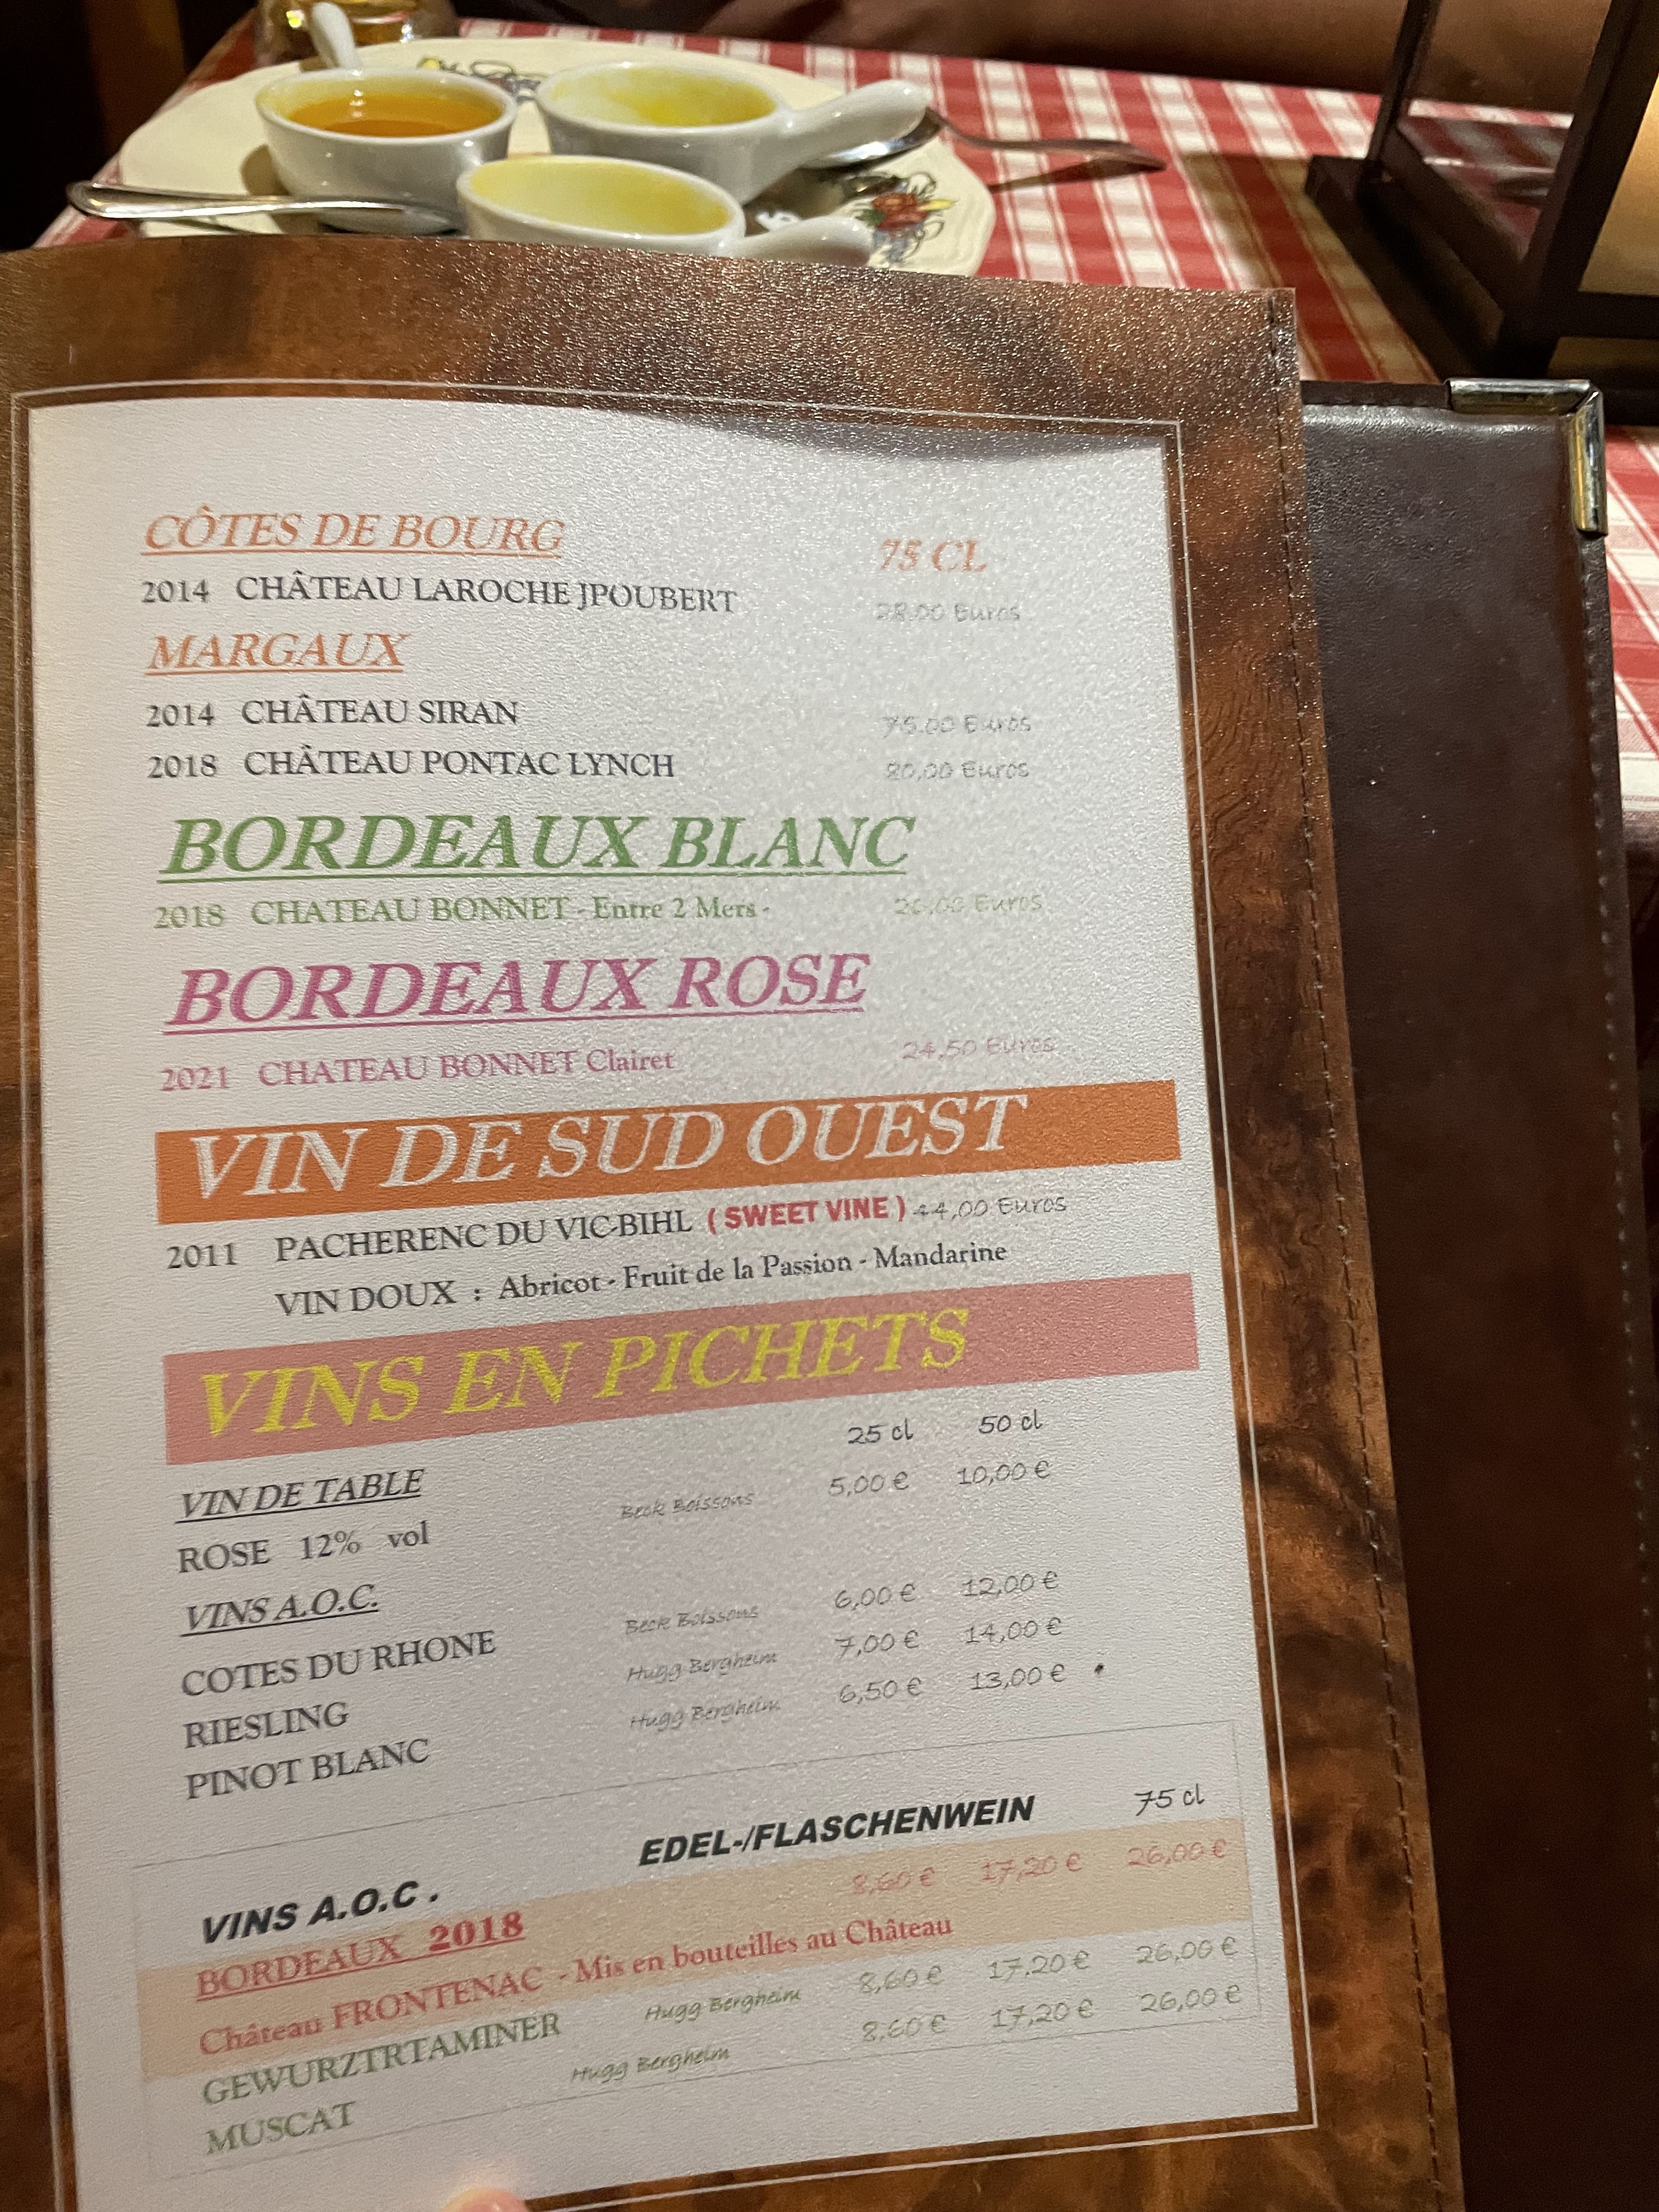 CÔTES DE BOURG 75 CL
2014 CHÂTEAU LAROCHE JPOUBERT 28.00 Euros
MARGAUX
2014 CHÂTEAU SIRAN 75.00 Euros
2018 CHÂTEAU PONTAC LYNCH 80,00 Euros
BORDEAUX BLANC
2018 CHATEAU BONNET - Entre 2 Mers - Euros
BORDEAUX ROSE
2021 CHATEAU BONNET Clairet 24,50 Euros
VIN DE SUD OUEST
2011 PACHERENC DU VIC-BIHL ( SWEET VINE ) 44,00 Euros
VIN DOUX : Abricot - Fruit de la Passion - Mandarine
VINS EN PICHETS
25 cl 50 cl
VIN DE TABLE
ROSE 12% vol Beck Boissons 5,00 € 10,00 €
VINS A.O.C.
COTES DU RHONE Beck Boissons 6,00 € 12,00 €
RIESLING Hugg Bergheim 7,00 € 14,00 €
PINOT BLANC Hugg Bergheim 6,50 € 13,00 €
VINS A.O.C. EDEL-/FLASCHENWEIN 75 cl
BORDEAUX 2018 8,60 € 17,20 € 26,00 €
Château FRONTENAC - Mis en bouteilles au Château
GEWURZTRTAMINER Hugg Bergheim 8,60 € 17,20 € 26,00 €
MUSCAT Hugg Bergheim 8,60 € 17,20 € 26,00 €